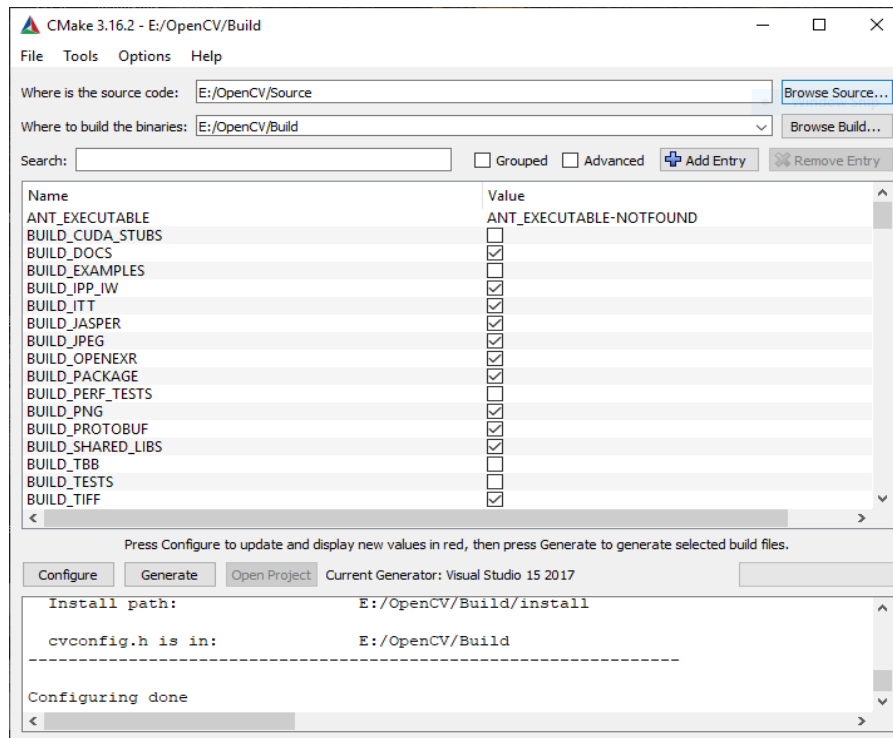 CMake 3.16.2 - E:/OpenCV/Build
File Tools Options Help
Where is the source code: E:/OpenCV/Source Browse Source...
Where to build the binaries: E:/OpenCV/Build Browse Build...
Search: Grouped Advanced Add Entry Remove Entry
Name Value
ANT_EXECUTABLE ANT_EXECUTABLE-NOTFOUND
BUILD_CUDA_STUBS
BUILD_DOCS
BUILD_EXAMPLES
BUILD_IPP_IW
BUILD_ITT
BUILD_JASPER
BUILD_JPEG
BUILD_OPENEXR
BUILD_PACKAGE
BUILD_PERF_TESTS
BUILD_PNG
BUILD_PROTOBUF
BUILD_SHARED_LIBS
BUILD_TBB
BUILD_TESTS
BUILD_TIFF
Press Configure to update and display new values in red, then press Generate to generate selected build files.
Configure Generate Open Project Current Generator: Visual Studio 15 2017
Install path: E:/OpenCV/Build/install
cvconfig.h is in: E:/OpenCV/Build
-----------------------------------------------------------------
Configuring done